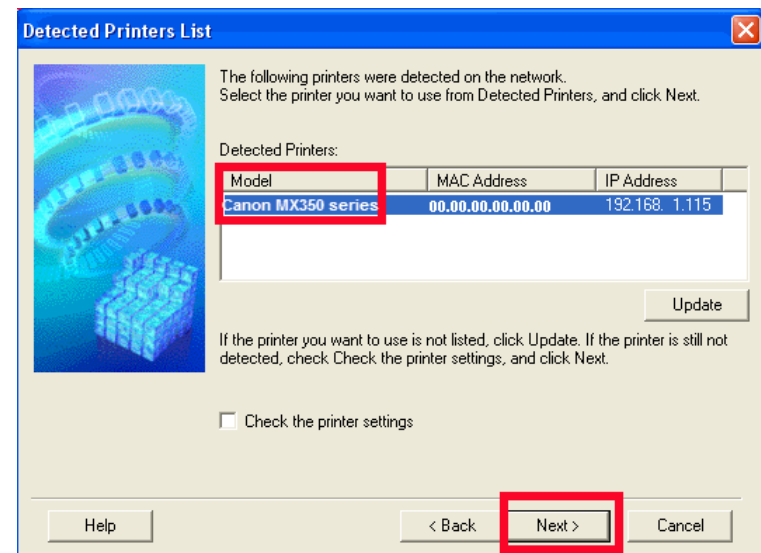 Detected Printers List
The following printers were detected on the network.
Select the printer you want to use from Detected Printers, and click Next.
Detected Printers:
Model MAC Address IP Address
Canon MX350 series 00.00.00.00.00.00 192.168. 1.115
Update
If the printer you want to use is not listed, click Update. If the printer is still not
detected, check Check the printer settings, and click Next.
Check the printer settings
Help < Back Next > Cancel